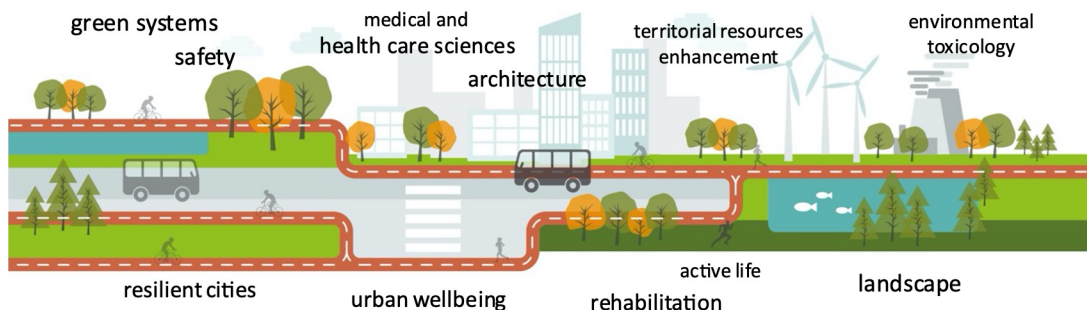 green systems
safety
medical and
health care sciences
architecture
territorial resources
enhancement
environmental
toxicology
resilient cities
urban wellbeing
rehabilitation
active life
landscape